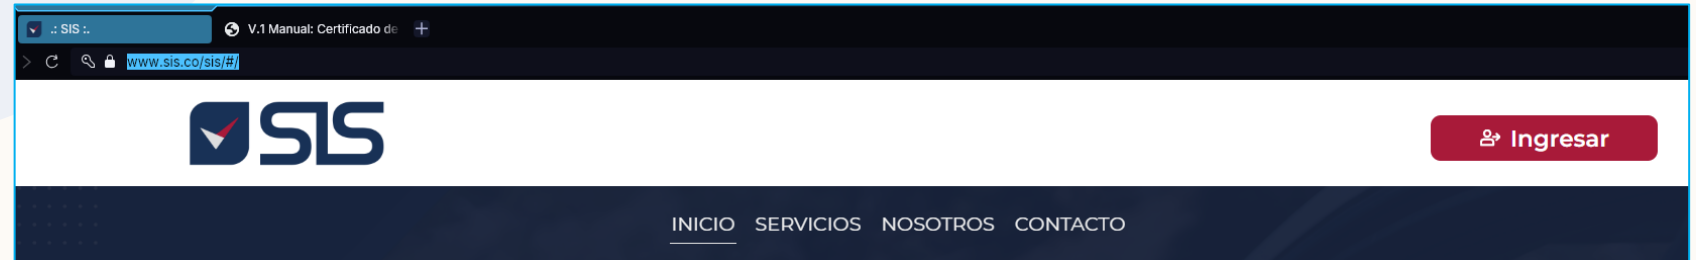 .: SIS :. V.1 Manual: Certificado de
www.sis.co/sis/#/
SIS
Ingresar
INICIO SERVICIOS NOSOTROS CONTACTO